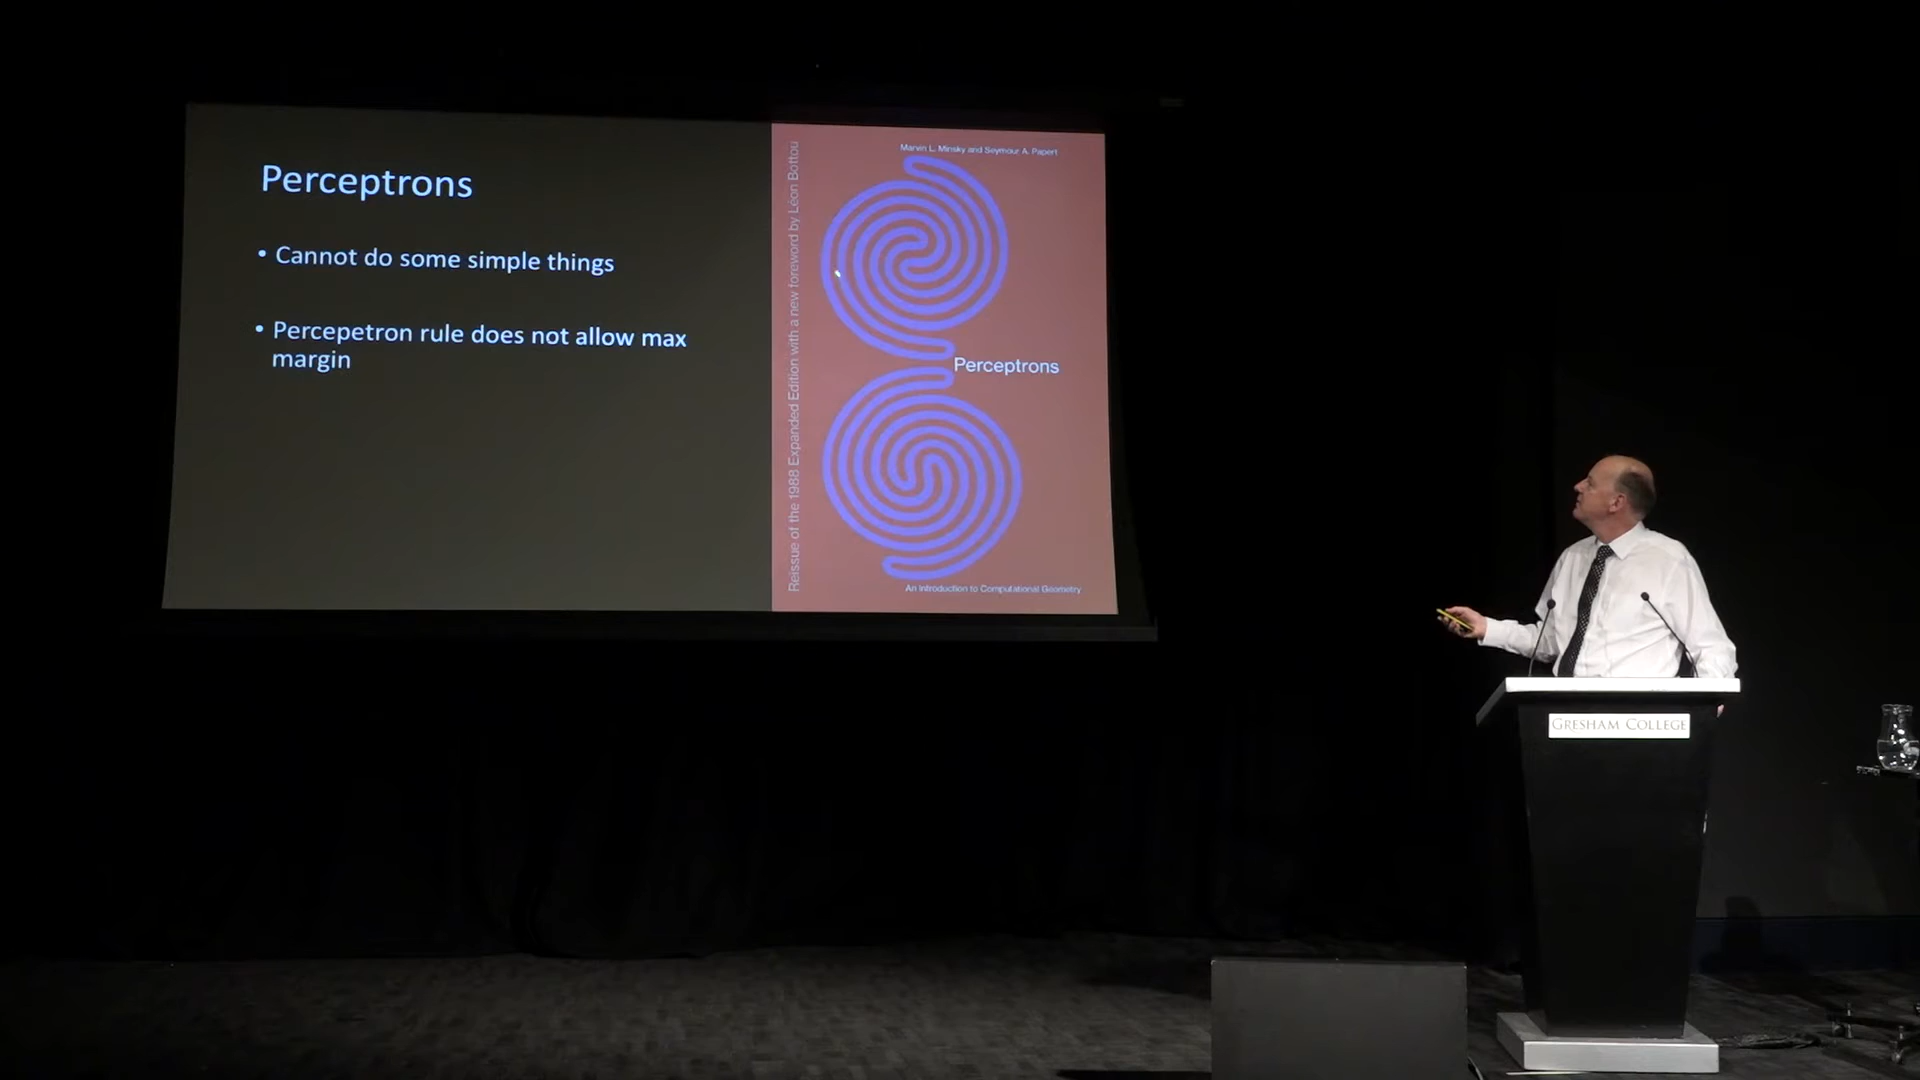 Perceptrons
• Cannot do some simple things
• Percepetron rule does not allow max
margin
Reissue of the 1988 Expanded Edition with a new foreword by Léon Bottou
Marvin L. Minsky and Seymour A. Papert
Perceptrons
An Introduction to Computational Geometry
GRESHAM COLLEGE